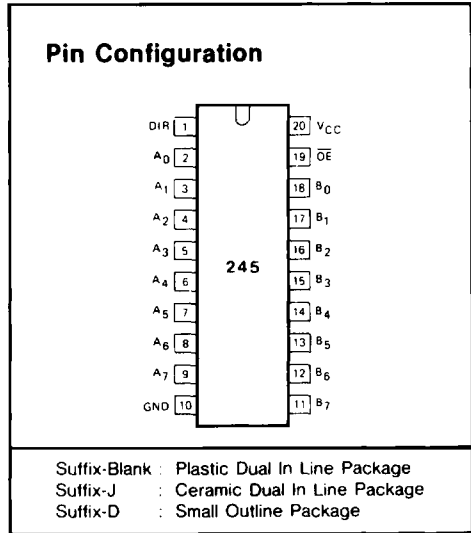 Pin Configuration
DIR 1 20 VCC
A0 2 19 OE
A1 3 18 B0
A2 4 17 B1
A3 5 16 B2
245
A4 6 15 B3
A5 7 14 B4
A6 8 13 B5
A7 9 12 B6
GND 10 11 B7
Suffix-Blank : Plastic Dual In Line Package
Suffix-J : Ceramic Dual In Line Package
Suffix-D : Small Outline Package